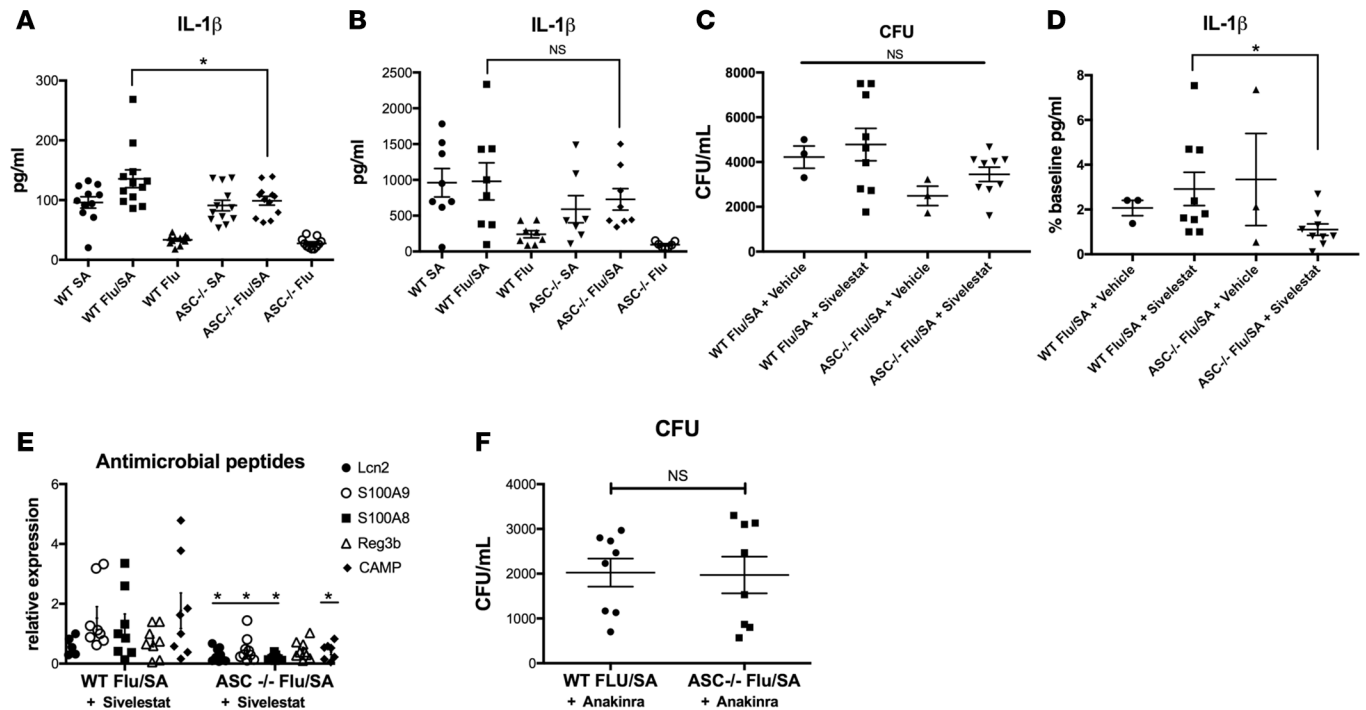 A
IL-1β
pg/ml
300
200
100
0
*
WT SA
WT Flu/SA
WT Flu
ASC-/- SA
ASC-/- Flu/SA
ASC-/- Flu
B
IL-1β
pg/ml
2500
2000
1500
1000
500
0
NS
WT SA
WT Flu/SA
WT Flu
ASC-/- SA
ASC-/- Flu/SA
ASC-/- Flu
C
CFU
NS
CFU/mL
8000
6000
4000
2000
0
WT Flu/SA + Vehicle
WT Flu/SA + Sivelestat
ASC-/- Flu/SA + Vehicle
ASC-/- Flu/SA + Sivelestat
D
IL-1β
*
% baseline pg/ml
8
6
4
2
0
WT Flu/SA + Vehicle
WT Flu/SA + Sivelestat
ASC-/- Flu/SA + Vehicle
ASC-/- Flu/SA + Sivelestat
E
Antimicrobial peptides
relative expression
6
4
2
0
Lcn2
S100A9
S100A8
Reg3b
CAMP
* * * *
WT Flu/SA
+ Sivelestat
ASC -/- Flu/SA
+ Sivelestat
F
CFU
NS
CFU/mL
4000
3000
2000
1000
0
WT FLU/SA
+ Anakinra
ASC-/- Flu/SA
+ Anakinra